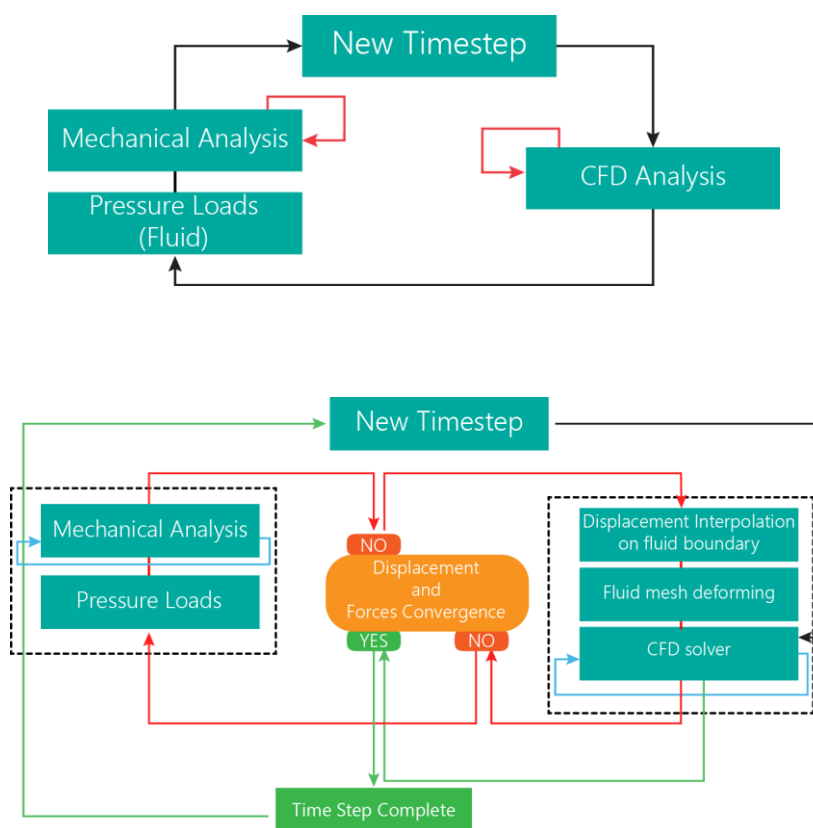 New Timestep
Mechanical Analysis
CFD Analysis
Pressure Loads
(Fluid)
New Timestep
Mechanical Analysis
Pressure Loads
NO
Displacement
and
Forces Convergence
YES
NO
Displacement Interpolation
on fluid boundary
Fluid mesh deforming
CFD solver
Time Step Complete